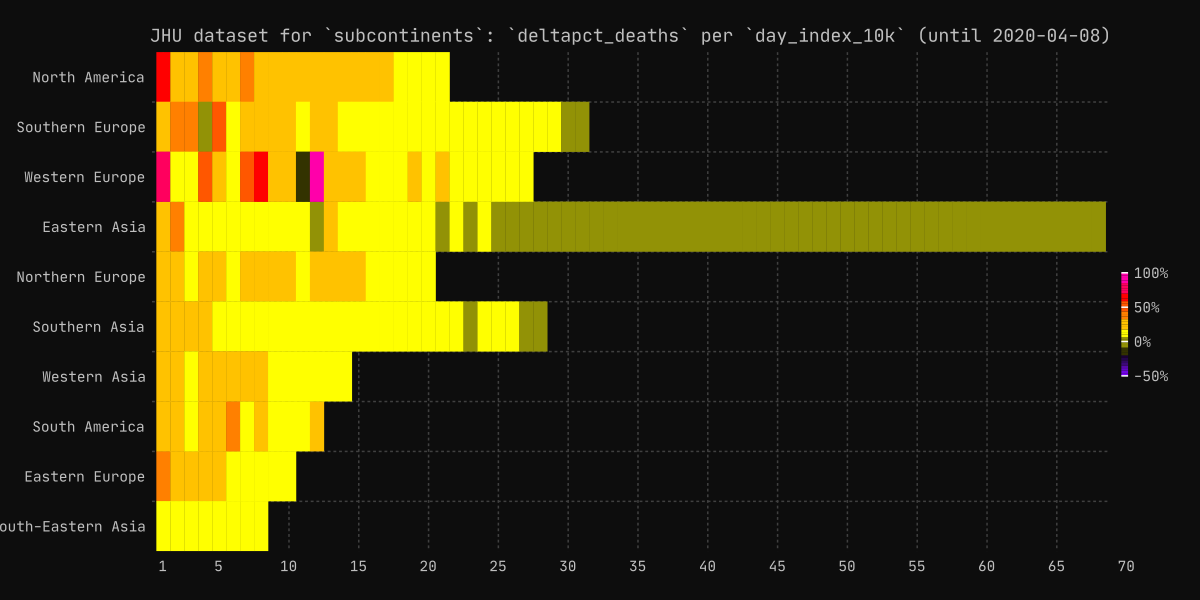 JHU dataset for `subcontinents`: `deltapct_deaths` per `day_index_10k` (until 2020-04-08)
North America
Southern Europe
Western Europe
Eastern Asia
Northern Europe
Southern Asia
Western Asia
South America
Eastern Europe
outh-Eastern Asia
100%
50%
0%
-50%
1 5 10 15 20 25 30 35 40 45 50 55 60 65 70